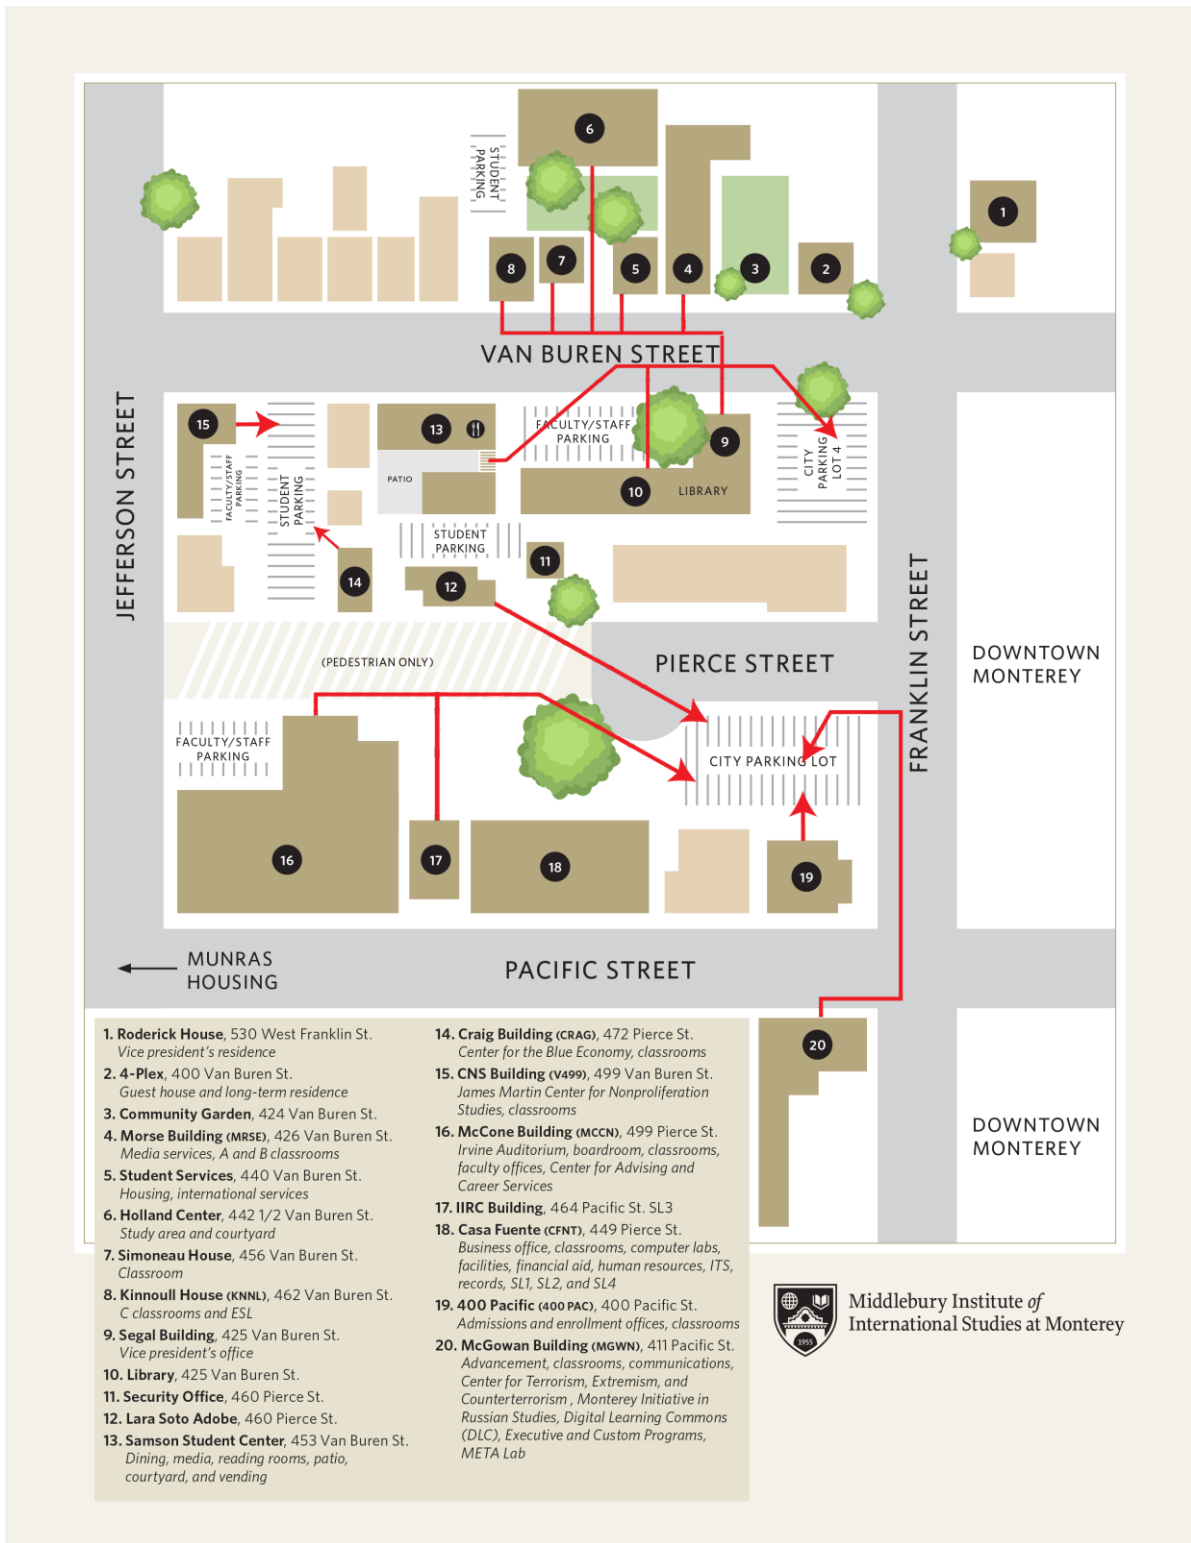 6
STUDENT
PARKING
1
8
7
5
4
3
2
VAN BUREN STREET
JEFFERSON STREET
15
13
FACULTY/STAFF
PARKING
9
CITY
PARKING
LOT 4
FACULTY/STAFF
PARKING
STUDENT
PARKING
PATIO
10
LIBRARY
STUDENT
PARKING
11
14
12
FRANKLIN STREET
(PEDESTRIAN ONLY)
PIERCE STREET
DOWNTOWN
MONTEREY
FACULTY/STAFF
PARKING
CITY PARKING LOT
16
17
18
19
MUNRAS
HOUSING
PACIFIC STREET
20
DOWNTOWN
MONTEREY
1. Roderick House, 530 West Franklin St.
Vice president's residence
2. 4-Plex, 400 Van Buren St.
Guest house and long-term residence
3. Community Garden, 424 Van Buren St.
4. Morse Building (MRSE), 426 Van Buren St.
Media services, A and B classrooms
5. Student Services, 440 Van Buren St.
Housing, international services
6. Holland Center, 442 1/2 Van Buren St.
Study area and courtyard
7. Simoneau House, 456 Van Buren St.
Classroom
8. Kinnoull House (KNNL), 462 Van Buren St.
C classrooms and ESL
9. Segal Building, 425 Van Buren St.
Vice president's office
10. Library, 425 Van Buren St.
11. Security Office, 460 Pierce St.
12. Lara Soto Adobe, 460 Pierce St.
13. Samson Student Center, 453 Van Buren St.
Dining, media, reading rooms, patio,
courtyard, and vending
14. Craig Building (CRAG), 472 Pierce St.
Center for the Blue Economy, classrooms
15. CNS Building (V499), 499 Van Buren St.
James Martin Center for Nonproliferation
Studies, classrooms
16. McCone Building (MCCN), 499 Pierce St.
Irvine Auditorium, boardroom, classrooms,
faculty offices, Center for Advising and
Career Services
17. IIRC Building, 464 Pacific St. SL3
18. Casa Fuente (CFNT), 449 Pierce St.
Business office, classrooms, computer labs,
facilities, financial aid, human resources, ITS,
records, SL1, SL2, and SL4
19. 400 Pacific (400 PAC), 400 Pacific St.
Admissions and enrollment offices, classrooms
20. McGowan Building (MGWN), 411 Pacific St.
Advancement, classrooms, communications,
Center for Terrorism, Extremism, and
Counterterrorism , Monterey Initiative in
Russian Studies, Digital Learning Commons
(DLC), Executive and Custom Programs,
META Lab
1955
Middlebury Institute of
International Studies at Monterey